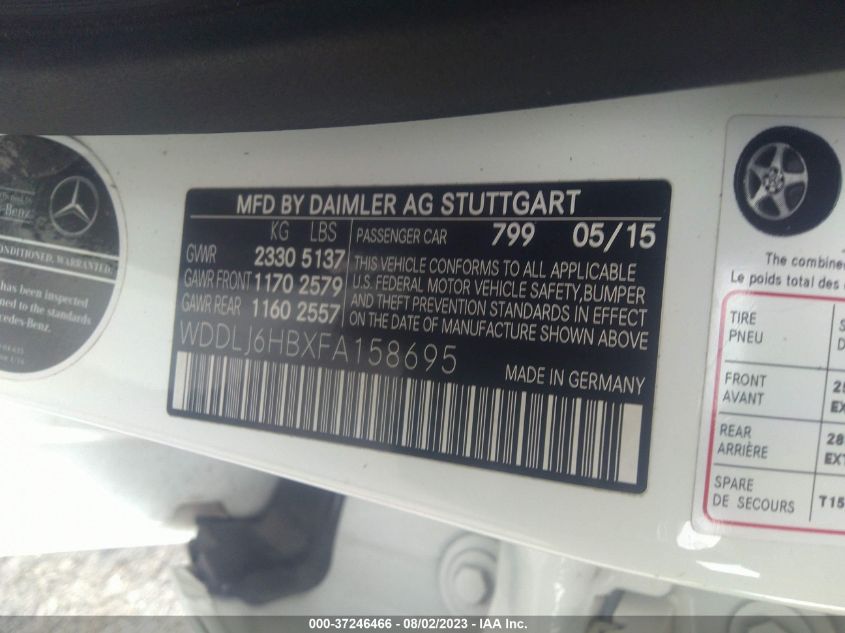 MFD BY DAIMLER AG STUTTGART
KG LBS
GVWR 2330 5137
GAWR FRONT 1170 2579
GAWR REAR 1160 2557
PASSENGER CAR 799 05/15
THIS VEHICLE CONFORMS TO ALL APPLICABLE
U.S. FEDERAL MOTOR VEHICLE SAFETY, BUMPER
AND THEFT PREVENTION STANDARDS IN EFFECT
ON THE DATE OF MANUFACTURE SHOWN ABOVE
WDDLJ6HBXFA158695
MADE IN GERMANY
-Benz.
CONDITIONED, WARRANTED
has been inspected
to the standards
The combine
Le poids total des
TIRE
PNEU
FRONT
AVANT
REAR
ARRIÈRE
28
EXT
SPARE
DE SECOURS
T15
000-37246466 - 08/02/2023 - IAA Inc.